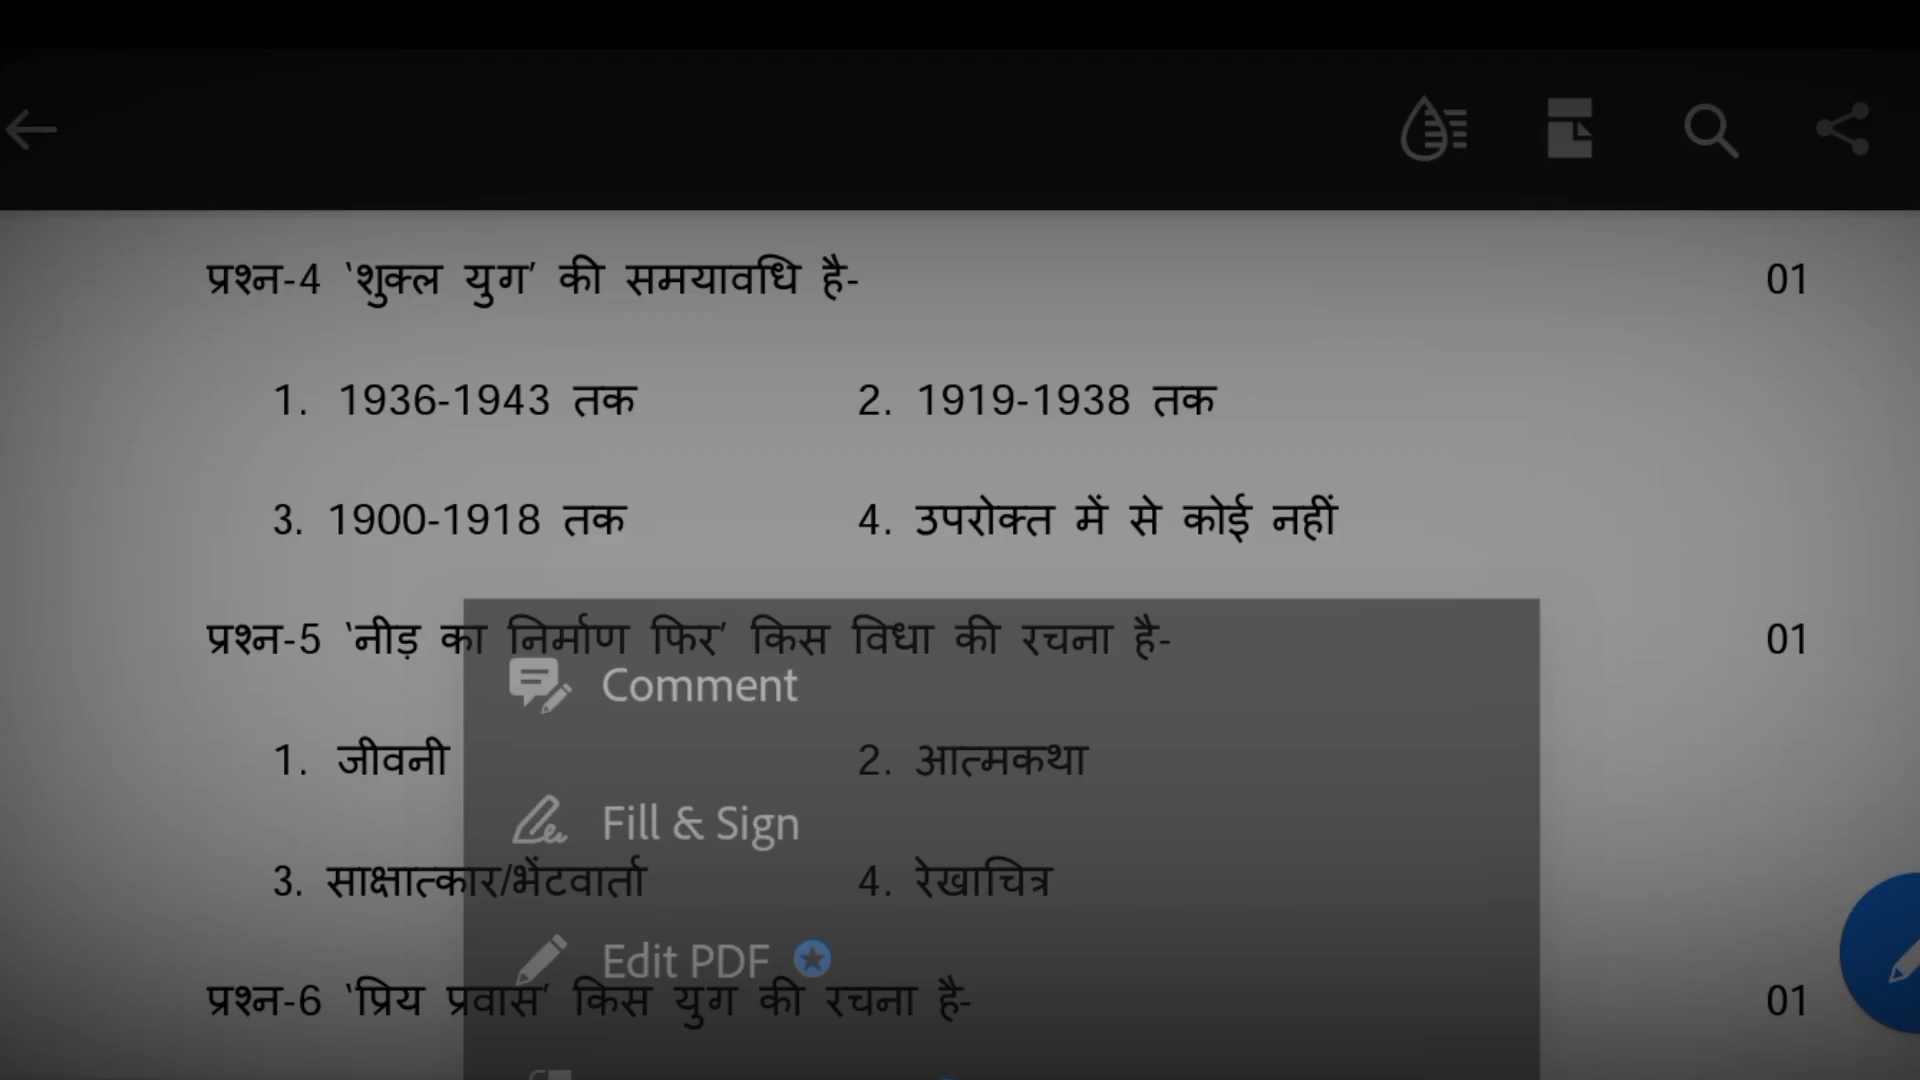 प्रश्न-4 `शुक्ल युग’ की समयावधि है- 01
1. 1936-1943 तक 2. 1919-1938 तक
3. 1900-1918 तक 4. उपरोक्त में से कोई नहीं
प्रश्न-5 `नीड़ का निर्माण फिर’ किस विधा की रचना है- 01
Comment
1. जीवनी 2. आत्मकथा
Fill & Sign
3. साक्षात्कार/भेंटवार्ता 4. रेखाचित्र
Edit PDF
प्रश्न-6 `प्रिय प्रवास’ किस युग की रचना है- 01